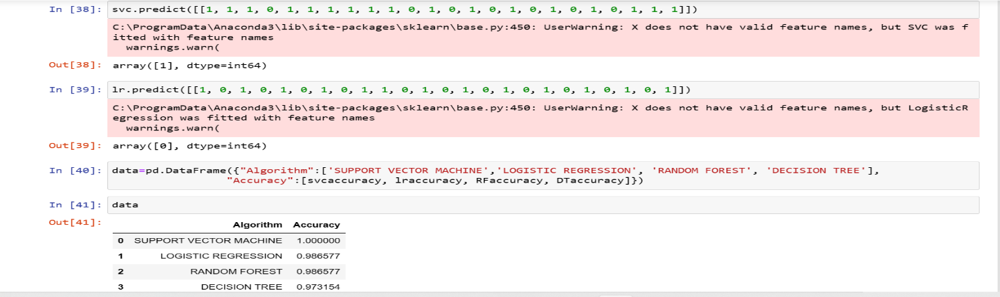 In [38]: svc.predict([[1, 1, 1, 0, 1, 1, 1, 1, 1, 1, 0, 1, 0, 1, 0, 1, 0, 1, 0, 1, 0, 1, 1, 1]])
C:\ProgramData\Anaconda3\lib\site-packages\sklearn\base.py:450: UserWarning: X does not have valid feature names, but SVC was f
itted with feature names
warnings.warn(
Out[38]: array([1], dtype=int64)
In [39]: lr.predict([[1, 0, 1, 0, 1, 0, 1, 0, 1, 1, 0, 1, 0, 1, 0, 1, 0, 1, 0, 1, 0, 1, 0, 1]])
C:\ProgramData\Anaconda3\lib\site-packages\sklearn\base.py:450: UserWarning: X does not have valid feature names, but LogisticR
egression was fitted with feature names
warnings.warn(
Out[39]: array([0], dtype=int64)
In [40]: data=pd.DataFrame({"Algorithm":['SUPPORT VECTOR MACHINE','LOGISTIC REGRESSION', 'RANDOM FOREST', 'DECISION TREE'],
"Accuracy":[svcaccuracy, lraccuracy, RFaccuracy, DTaccuracy]})
In [41]: data
Out[41]:
Algorithm Accuracy
0 SUPPORT VECTOR MACHINE 1.000000
1 LOGISTIC REGRESSION 0.986577
2 RANDOM FOREST 0.986577
3 DECISION TREE 0.973154